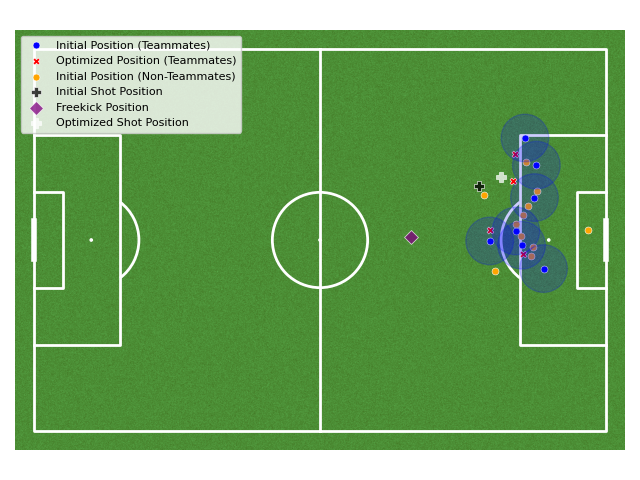 Initial Position (Teammates)
Optimized Position (Teammates)
Initial Position (Non-Teammates)
Initial Shot Position
Freekick Position
Optimized Shot Position